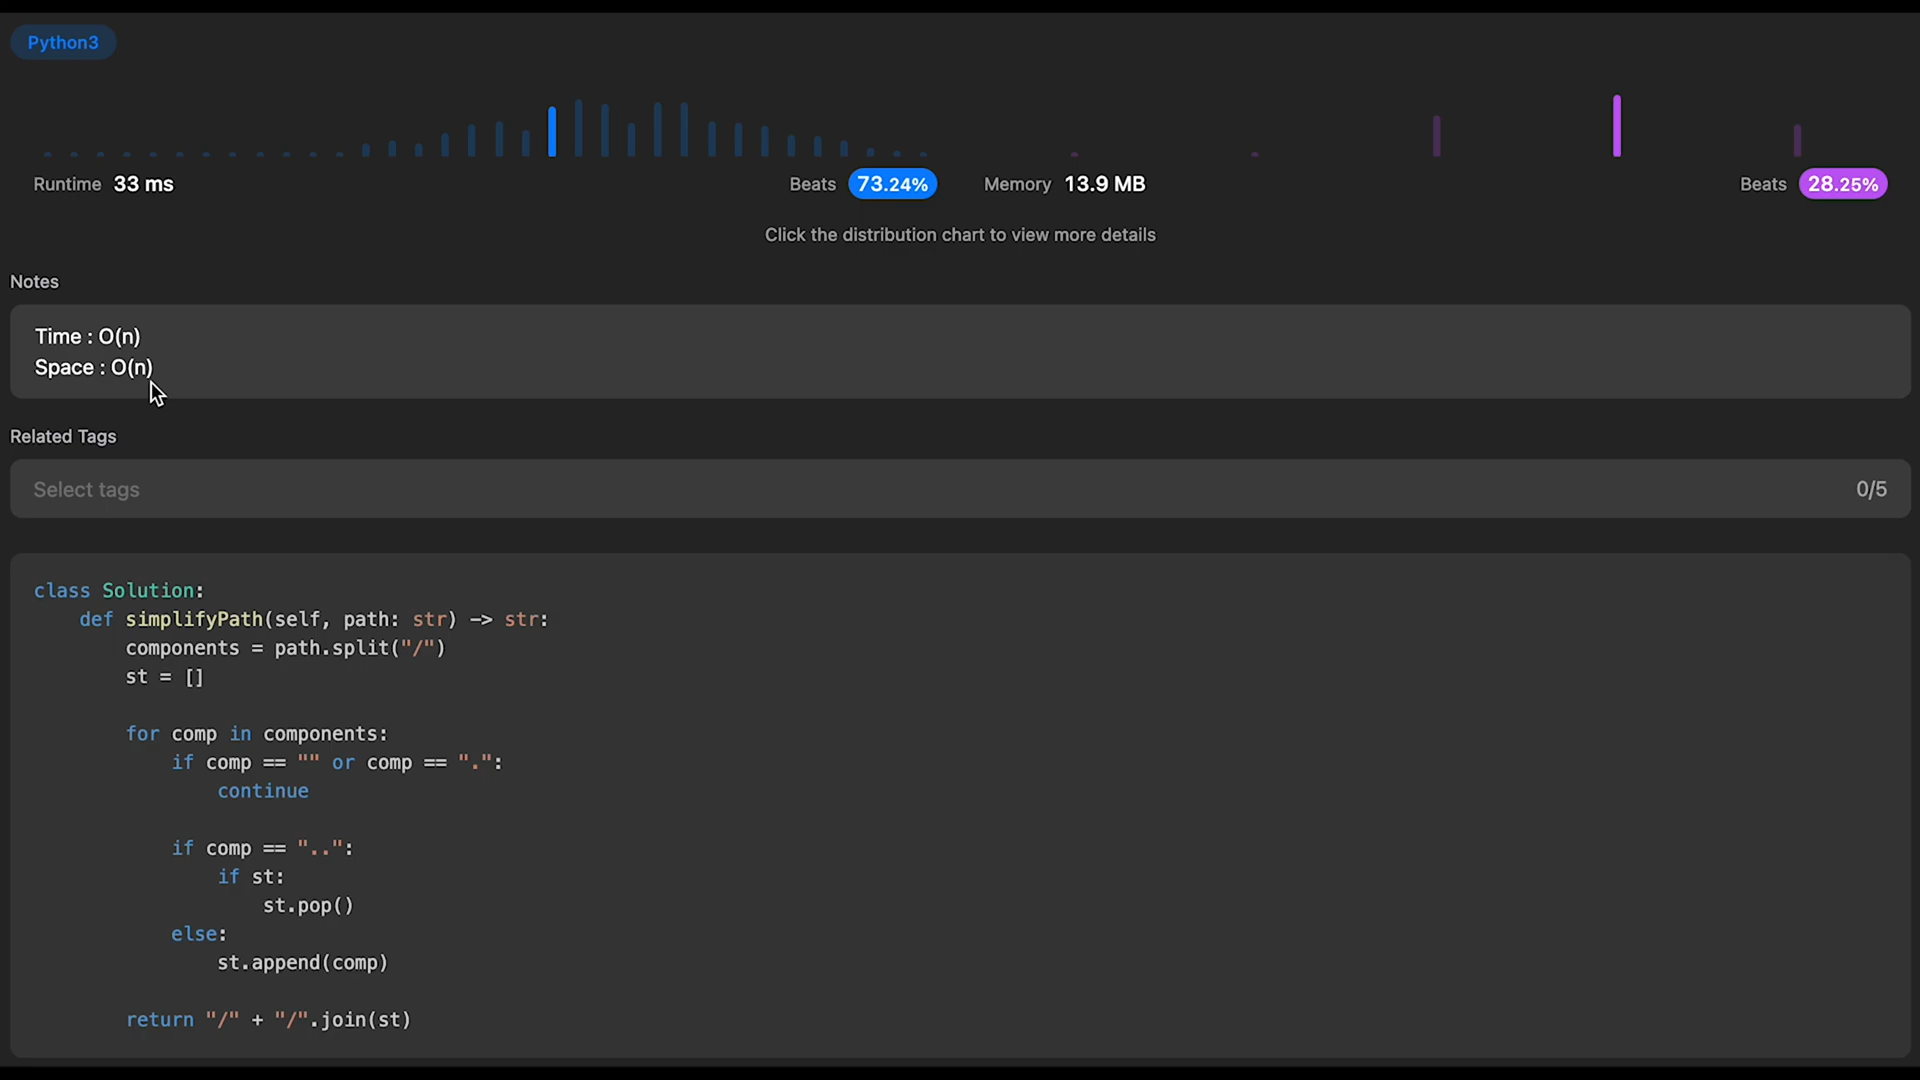 Python3
Runtime 33 ms Beats 73.24% Memory 13.9 MB Beats 28.25%
Click the distribution chart to view more details
Notes
Time : O(n)
Space : O(n)
Related Tags
Select tags 0/5
class Solution:
    def simplifyPath(self, path: str) -> str:
        components = path.split("/")
        st = []
        for comp in components:
            if comp == "" or comp == ".":
                continue
            if comp == "..":
                if st:
                    st.pop()
            else:
                st.append(comp)
        return "/" + "/".join(st)